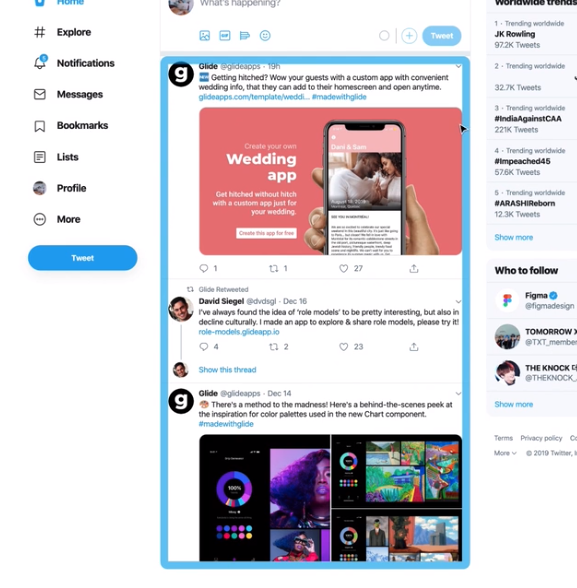 Home
Explore
Notifications
Messages
Bookmarks
Lists
Profile
More
Tweet
What's happening?
GIF
Tweet
g
Glide @glideapps · 19h
🆕 Getting hitched? Wow your guests with a custom app with convenient
wedding info, that they can add to their homescreen and open anytime.
glideapps.com/template/weddi... #madewithglide
Create your own
Wedding
app
Get hitched without hitch
with a custom app just for
your wedding.
Create this app for free
Dani & Sam
1
1
27
Glide Retweeted
David Siegel @dvdsgl · Dec 16
I've always found the idea of 'role models' to be pretty interesting, but also in
decline culturally. I made an app to explore & share role models, please try it!
role-models.glideapp.io
4
2
23
Show this thread
g
Glide @glideapps · Dec 14
There's a method to the madness! Here's a behind-the-scenes peek at
the inspiration for color palettes used in the new Chart component.
#madewithglide
100%
Worldwide trends
1 · Trending worldwide
JK Rowling
97.2K Tweets
2 · Trending worldwide
32.7K Tweets
3 · Trending worldwide
#IndiaAgainstCAA
221K Tweets
4 · Trending worldwide
#Impeached45
57.6K Tweets
5 · Trending worldwide
#ARASHIReborn
12.3K Tweets
Show more
Who to follow
Figma
@figmadesign
TOMORROW X
@TXT_member
THE KNOCK
@THEKNOCK_
Show more
Terms Privacy policy
More © 2019 Twitter,